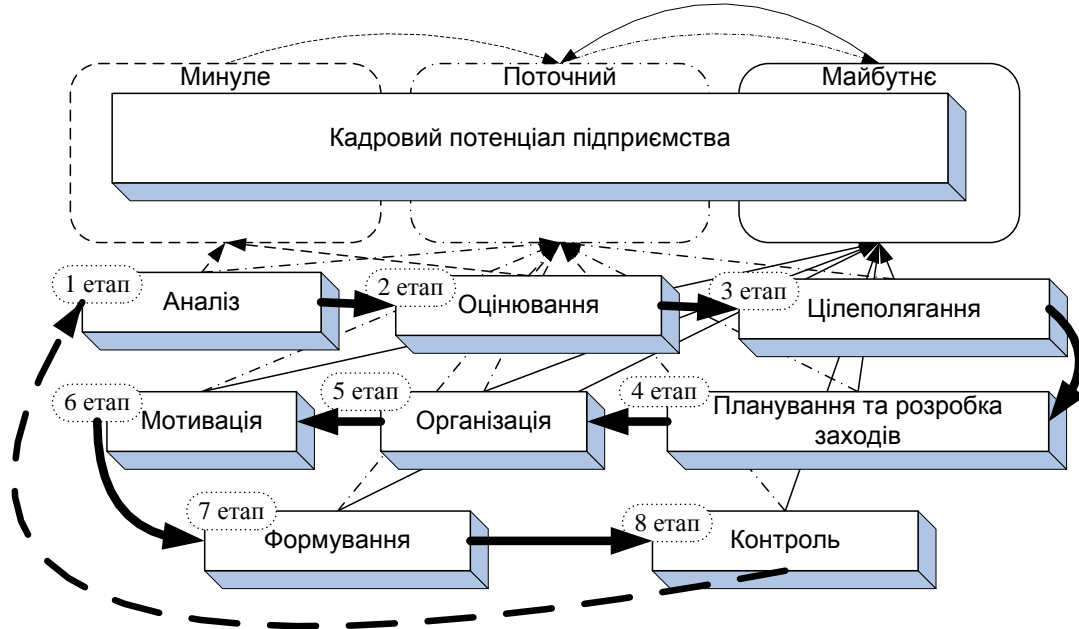 Минуле
Поточний
Майбутнє
Кадровий потенціал підприємства
1 етап
Аналіз
2 етап
Оцінювання
3 етап
Цілеполягання
6 етап
Мотивація
5 етап
Організація
4 етап
Планування та розробка
заходів
7 етап
Формування
8 етап
Контроль